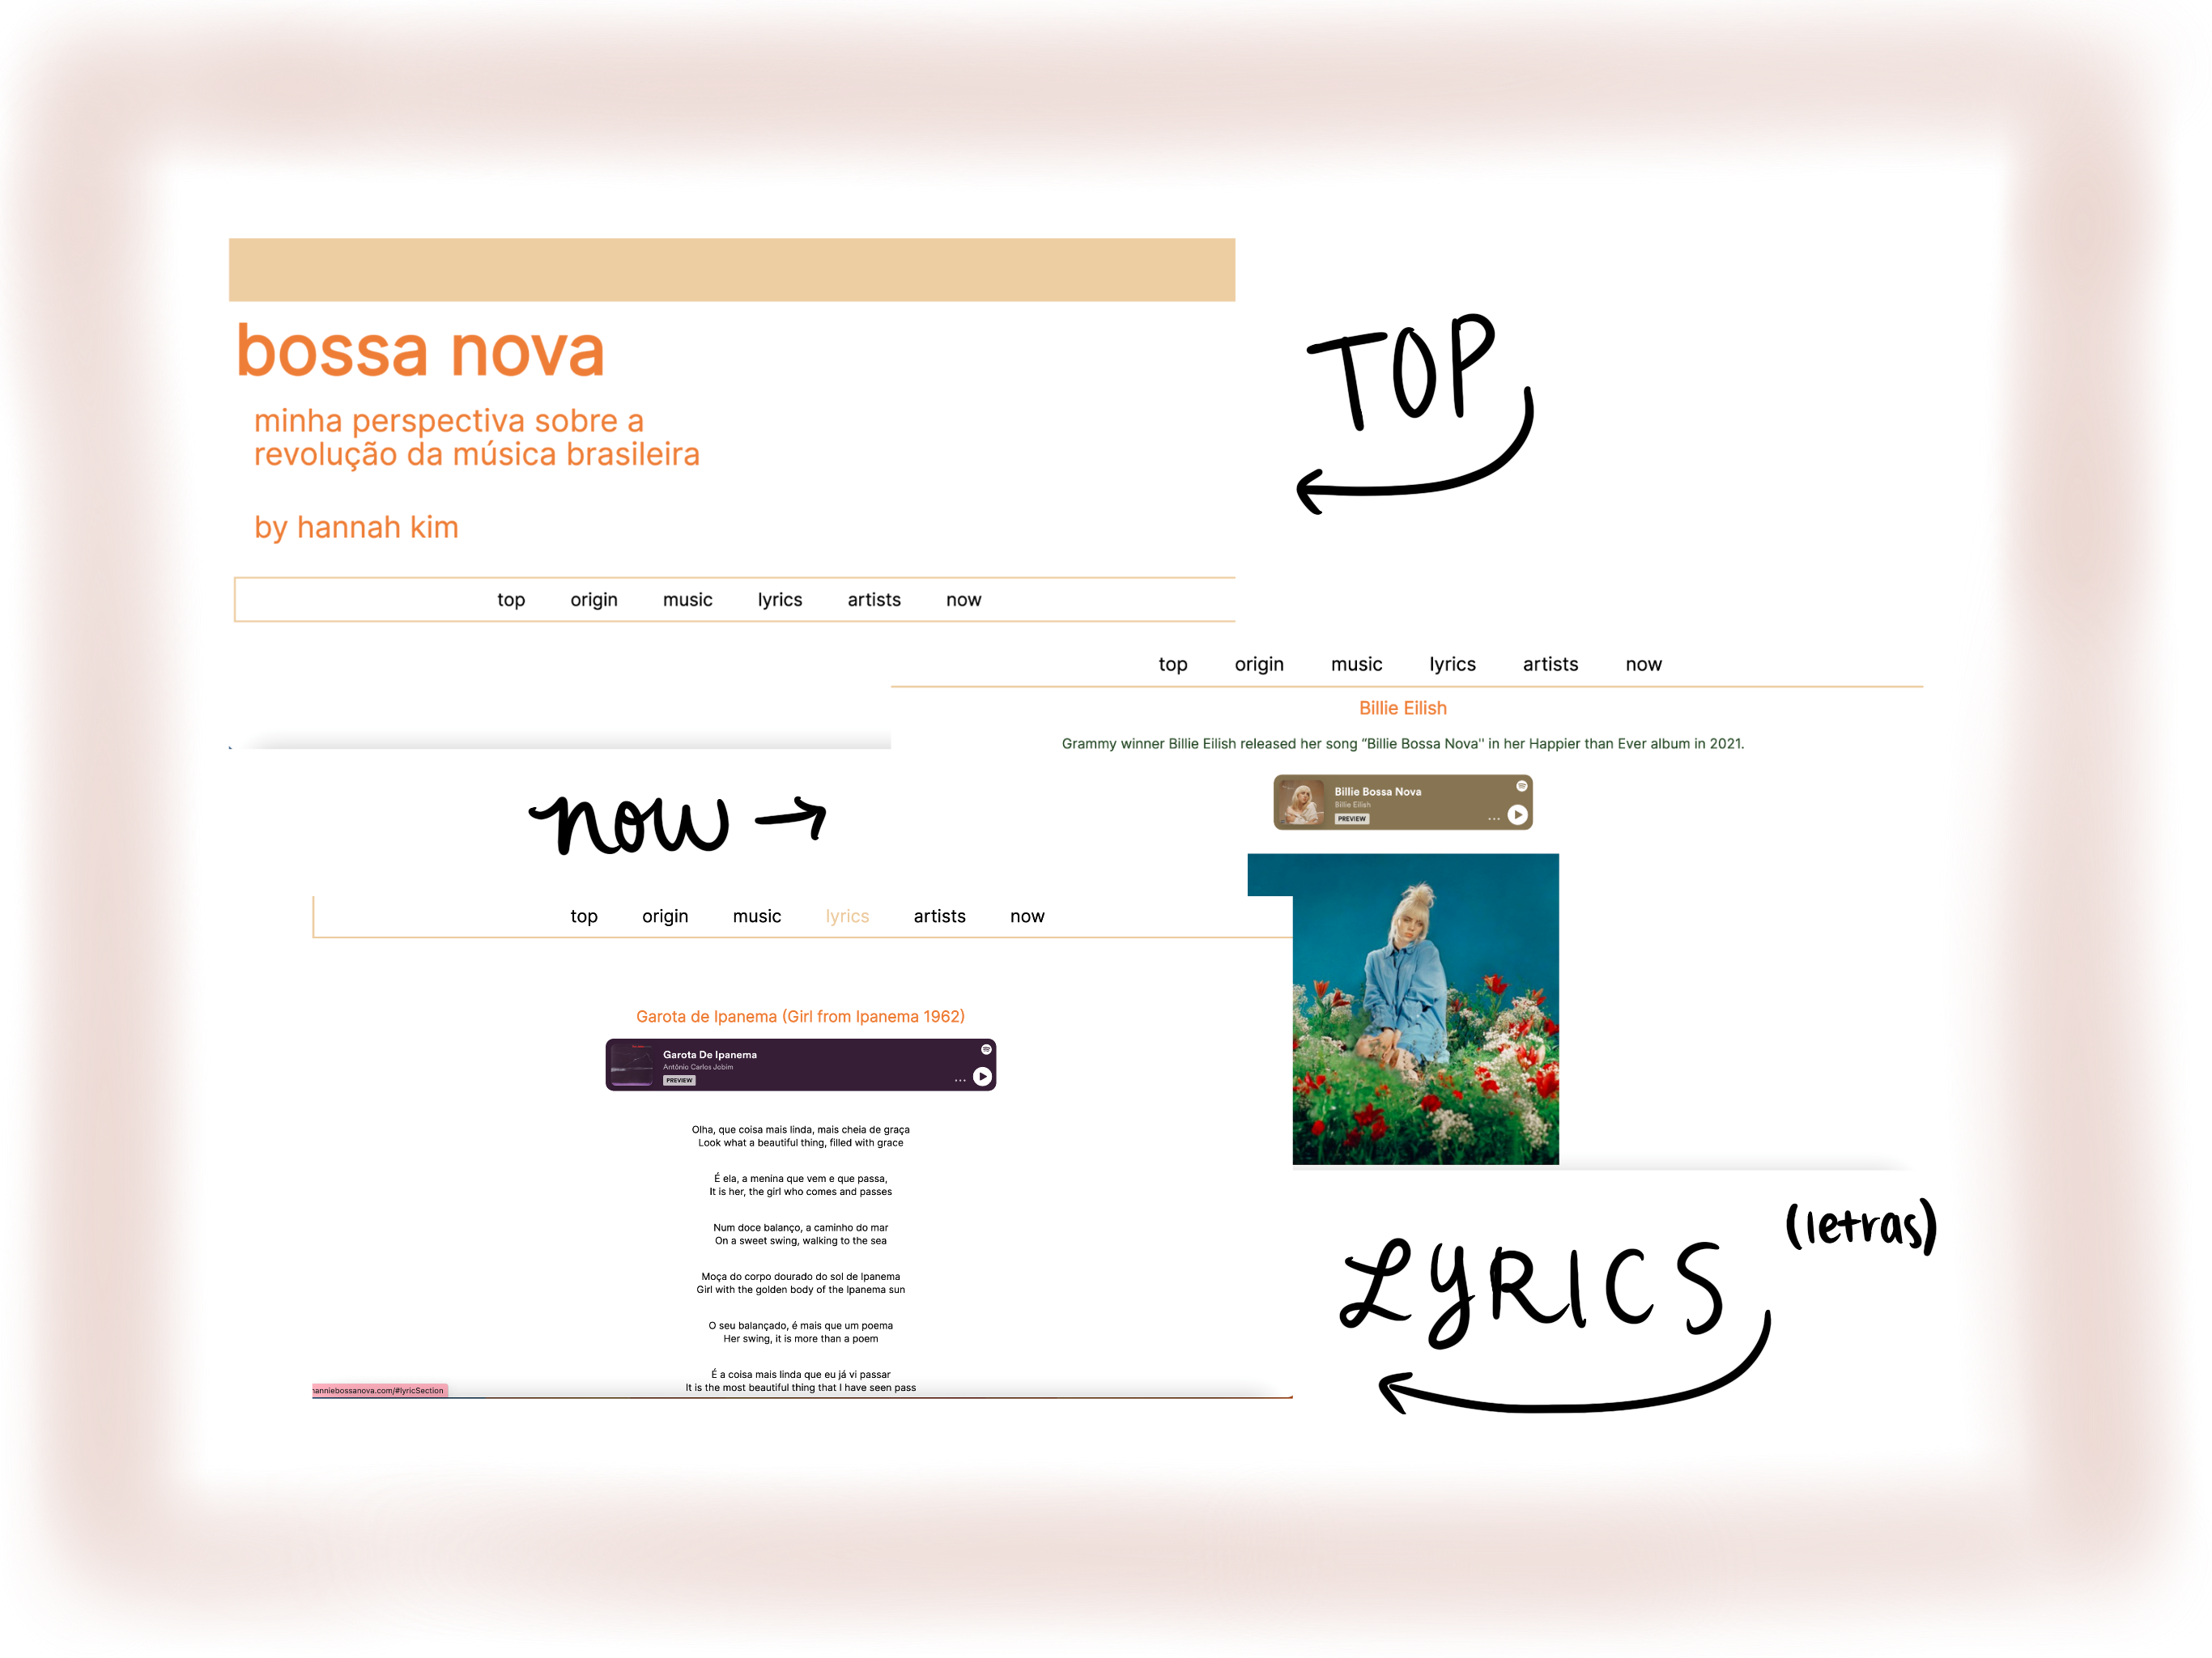 bossa nova
minha perspectiva sobre a
revolução da música brasileira
by hannah kim
top origin music lyrics artists now
TOP
top origin music lyrics artists now
Billie Eilish
Grammy winner Billie Eilish released her song “Billie Bossa Nova" in her Happier than Ever album in 2021.
Billie Bossa Nova
Billie Eilish
PREVIEW
now →
top origin music lyrics artists now
Garota de Ipanema (Girl from Ipanema 1962)
Garota De Ipanema
Antônio Carlos Jobim
PREVIEW
Olha, que coisa mais linda, mais cheia de graça
Look what a beautiful thing, filled with grace
É ela, a menina que vem e que passa,
It is her, the girl who comes and passes
Num doce balanço, a caminho do mar
On a sweet swing, walking to the sea
Moça do corpo dourado do sol de Ipanema
Girl with the golden body of the Ipanema sun
O seu balançado, é mais que um poema
Her swing, it is more than a poem
É a coisa mais linda que eu já vi passar
It is the most beautiful thing that I have seen pass
hanniebossanova.com/#lyricSection
LYRICS
(letras)